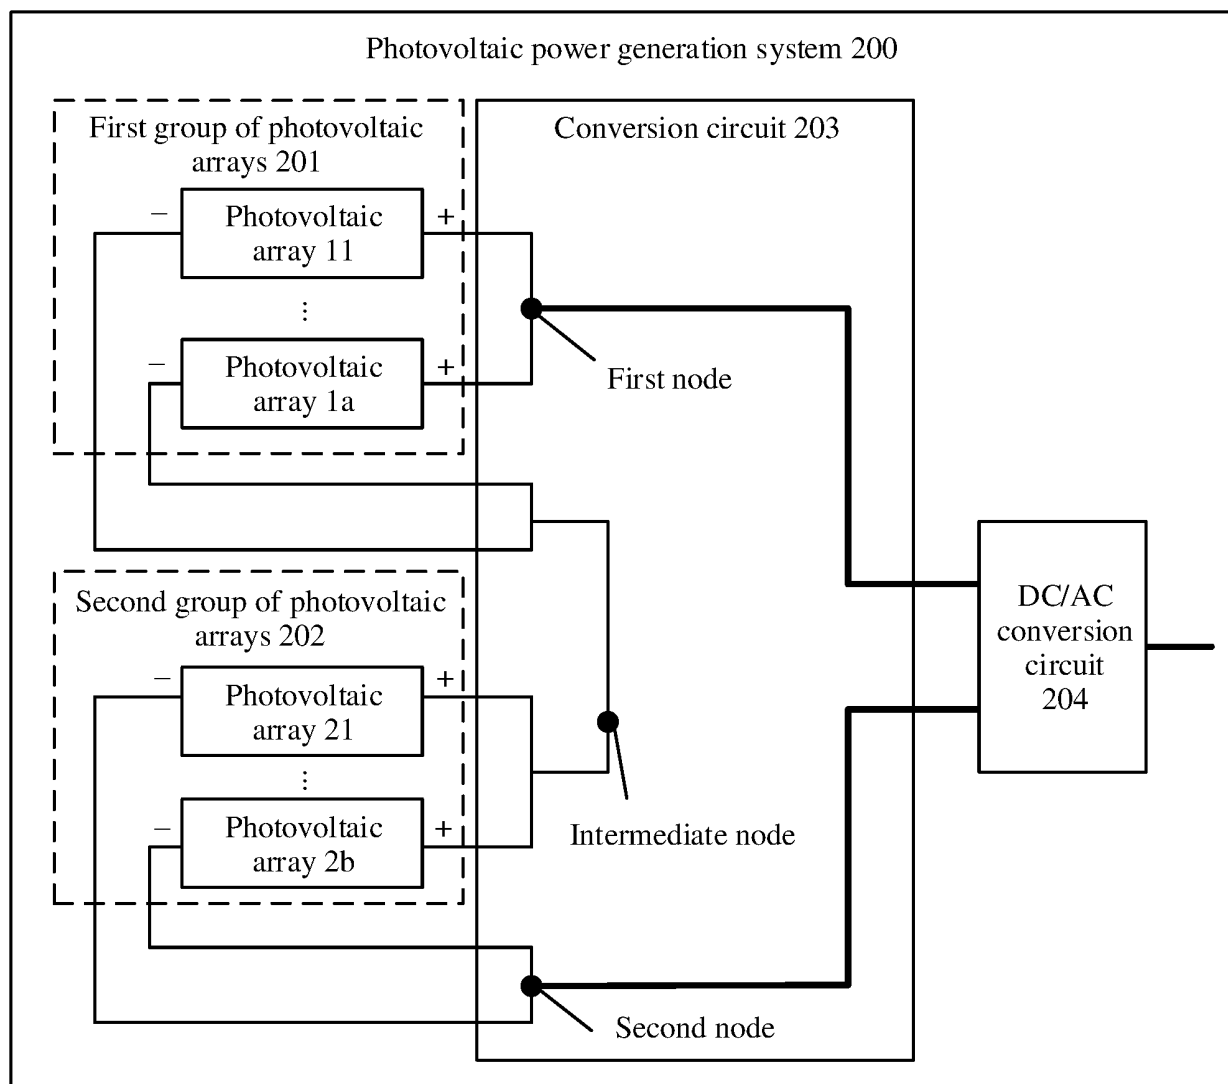 Photovoltaic power generation system 200
First group of photovoltaic
arrays 201
Conversion circuit 203
− Photovoltaic +
array 11
⋮
− Photovoltaic +
array 1a
First node
Second group of photovoltaic
arrays 202
− Photovoltaic +
array 21
⋮
− Photovoltaic +
array 2b
Intermediate node
Second node
DC/AC
conversion
circuit
204